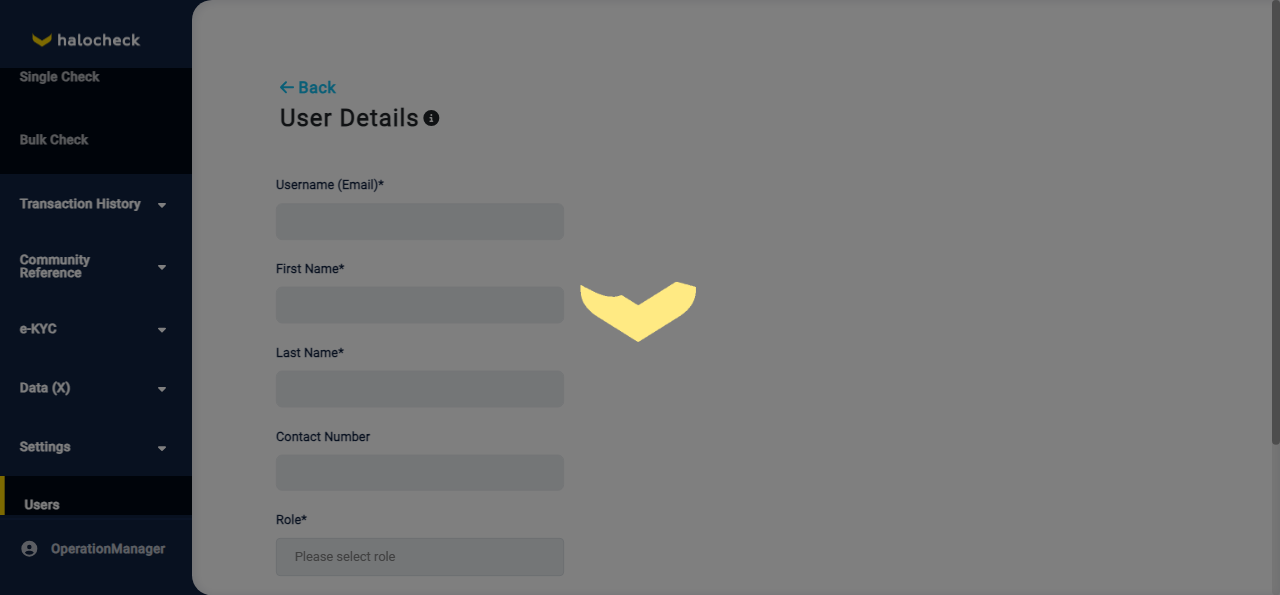 halocheck
Single Check
Bulk Check
Transaction History
Community
Reference
e-KYC
Data (X)
Settings
Users
OperationManager
Back
User Details
Username (Email)*
First Name*
Last Name*
Contact Number
Role*
Please select role